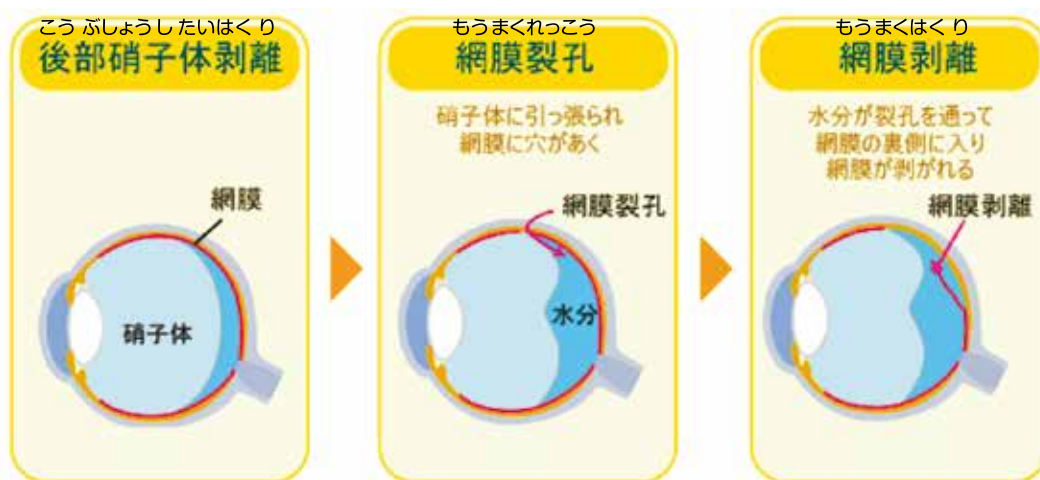 こうぶしょうしたいはくり
後部硝子体剥離
網膜
硝子体
もうまくれっこう
網膜裂孔
硝子体に引っ張られ
網膜に穴があく
網膜裂孔
水分
もうまくはくり
網膜剥離
水分が裂孔を通って
網膜の裏側に入り
網膜が剥がれる
網膜剥離